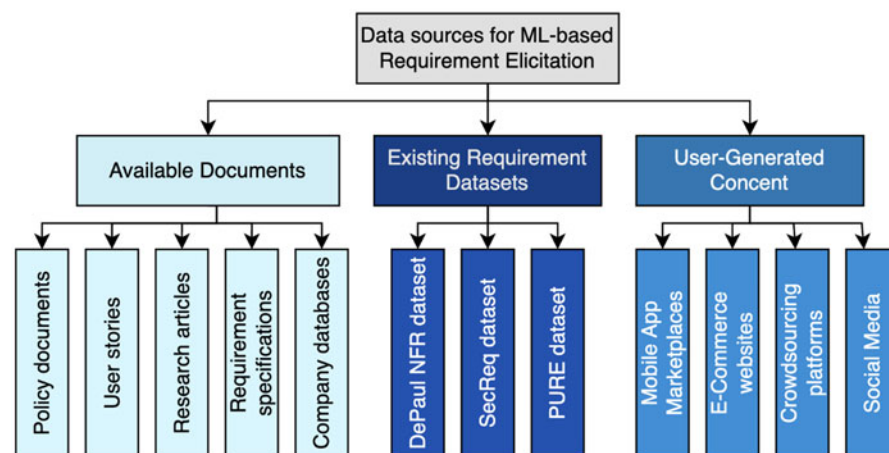 Data sources for ML-based
Requirement Elicitation
Available Documents
Existing Requirement
Datasets
User-Generated
Concent
Policy documents
User stories
Research articles
Requirement
specifications
Company databases
DePaul NFR dataset
SecReq dataset
PURE dataset
Mobile App
Marketplaces
E-Commerce
websites
Crowdsourcing
platforms
Social Media